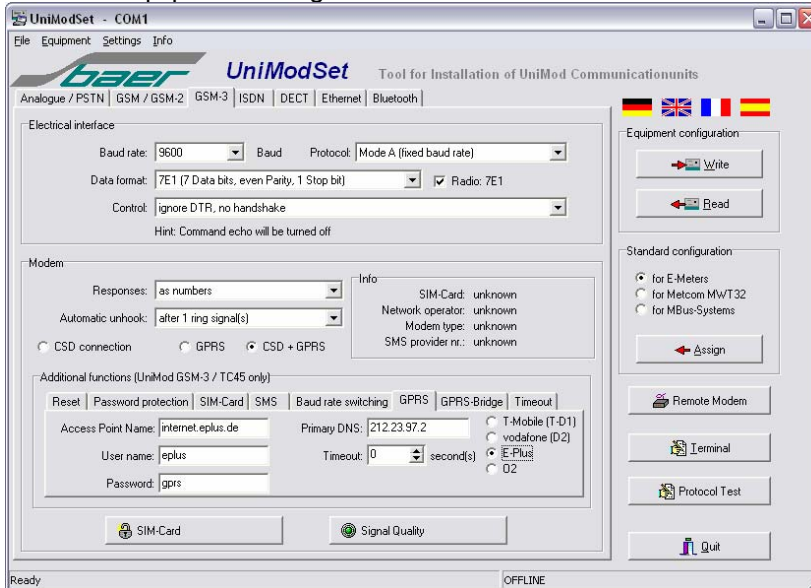 UniModSet - COM1
File Equipment Settings Info
baer UniModSet Tool for Installation of UniMod Communicationunits
Analogue / PSTN GSM / GSM-2 GSM-3 ISDN DECT Ethernet Bluetooth
Electrical interface
Baud rate: 9600 Baud Protocol: Mode A (fixed baud rate)
Data format: 7E1 (7 Data bits, even Parity, 1 Stop bit) Radio: 7E1
Control: ignore DTR, no handshake
Hint: Command echo will be turned off
Modem
Responses: as numbers
Automatic unhook: after 1 ring signal(s)
CSD connection GPRS CSD + GPRS
Info
SIM-Card: unknown
Network operator: unknown
Modem type: unknown
SMS provider nr.: unknown
Additional functions (UniMod GSM-3 / TC45 only)
Reset Password protection SIM-Card SMS Baud rate switching GPRS GPRS-Bridge Timeout
Access Point Name: internet.eplus.de Primary DNS: 212.23.97.2
User name: eplus Timeout: 0 second(s)
Password: gprs
T-Mobile (T-D1)
vodafone (D2)
E-Plus
O2
SIM-Card Signal Quality
Equipment configuration
Write
Read
Standard configuration
for E-Meters
for Metcom MWT32
for MBus-Systems
Assign
Remote Modem
Terminal
Protocol Test
Quit
Ready OFFLINE